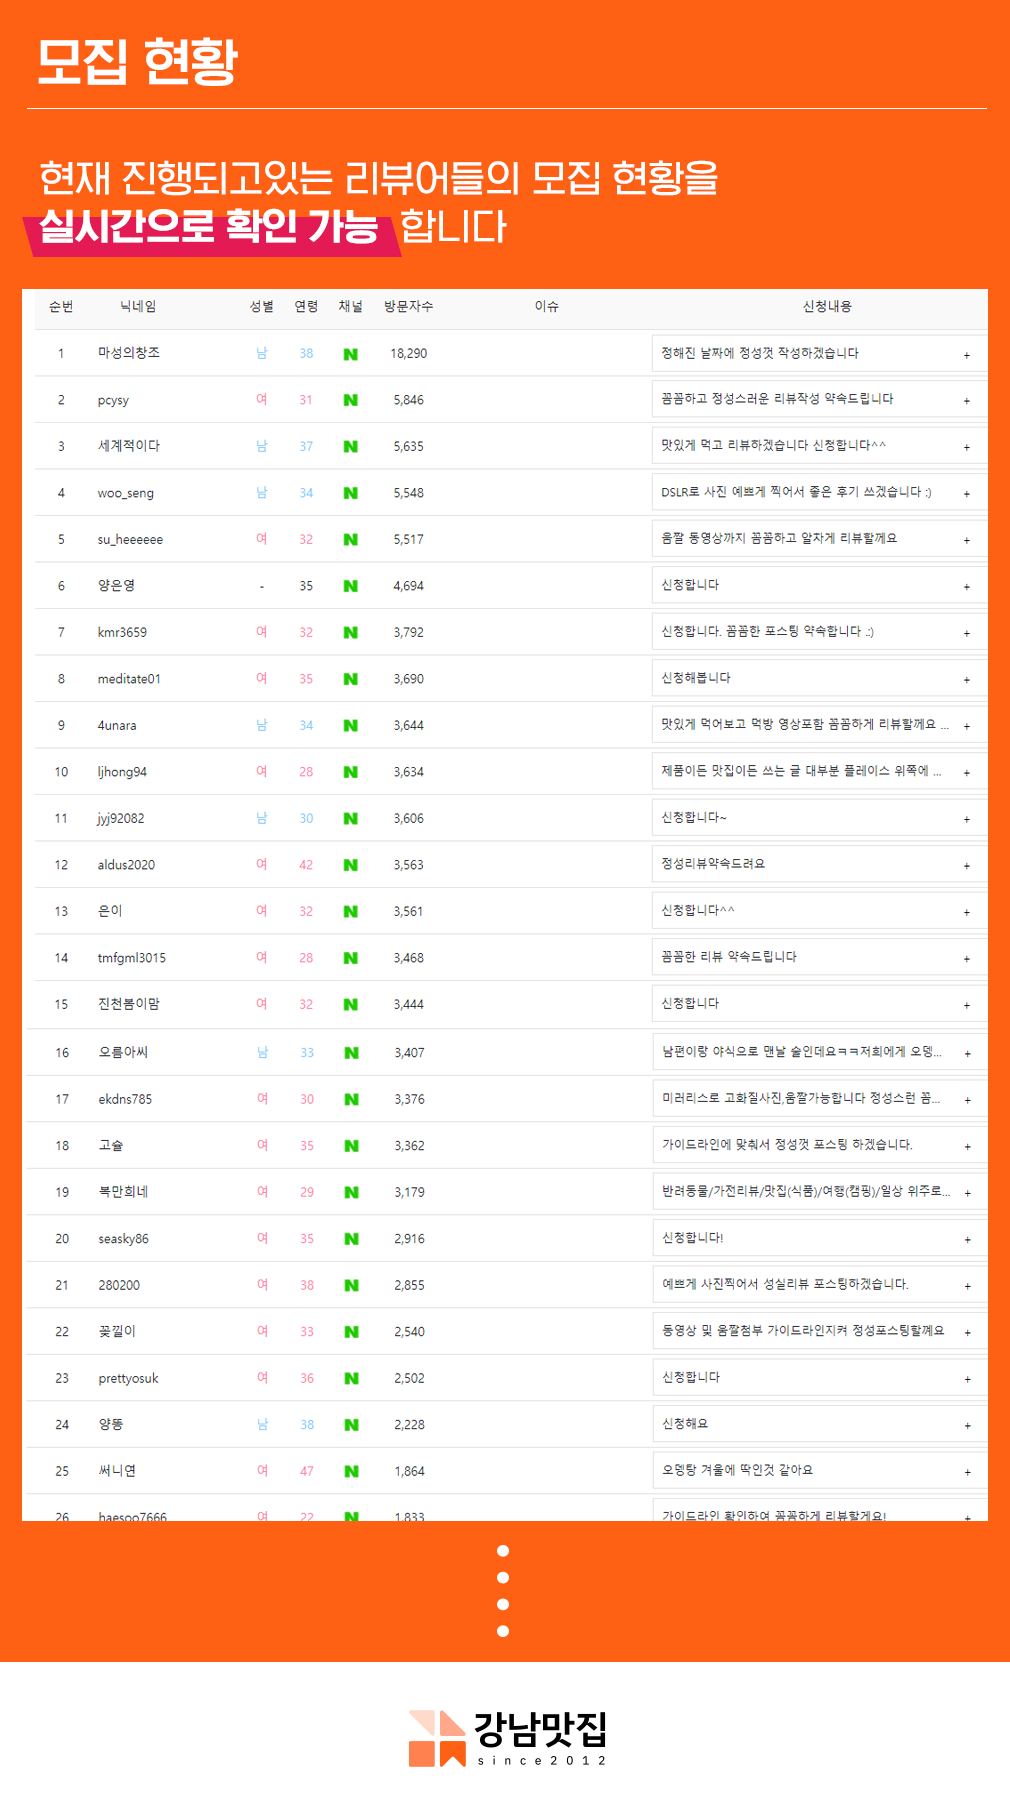 모집 현황
현재 진행되고있는 리뷰어들의 모집 현황을
실시간으로 확인 가능 합니다
순번 닉네임 성별 연령 채널 방문자수 이슈 신청내용
1 마성의창조 남 38 N 18,290 정해진 날짜에 정성껏 작성하겠습니다 +
2 pcysy 여 31 N 5,846 꼼꼼하고 정성스러운 리뷰작성 약속드립니다 +
3 세계적이다 남 37 N 5,635 맛있게 먹고 리뷰하겠습니다 신청합니다^^ +
4 woo_seng 남 34 N 5,548 DSLR로 사진 예쁘게 찍어서 좋은 후기 쓰겠습니다 :) +
5 su_heeeeee 여 32 N 5,517 움짤 동영상까지 꼼꼼하고 알차게 리뷰할께요 +
6 양은영 - 35 N 4,694 신청합니다 +
7 kmr3659 여 32 N 3,792 신청합니다. 꼼꼼한 포스팅 약속합니다 .:) +
8 meditate01 여 35 N 3,690 신청해봅니다 +
9 4unara 남 34 N 3,644 맛있게 먹어보고 먹방 영상포함 꼼꼼하게 리뷰할께요 ... +
10 ljhong94 여 28 N 3,634 제품이든 맛집이든 쓰는 글 대부분 플레이스 위쪽에 ... +
11 jyj92082 남 30 N 3,606 신청합니다~ +
12 aldus2020 여 42 N 3,563 정성리뷰약속드려요 +
13 은이 여 32 N 3,561 신청합니다^^ +
14 tmfgml3015 여 28 N 3,468 꼼꼼한 리뷰 약속드립니다 +
15 진천봄이맘 여 32 N 3,444 신청합니다 +
16 오름아씨 남 33 N 3,407 남편이랑 야식으로 맨날 술인데요ㅋㅋ저희에게 오뎅... +
17 ekdns785 여 30 N 3,376 미러리스로 고화질사진,움짤가능합니다 정성스런 꼼... +
18 고슬 여 35 N 3,362 가이드라인에 맞춰서 정성껏 포스팅 하겠습니다. +
19 복만희네 여 29 N 3,179 반려동물/가전리뷰/맛집(식품)/여행(캠핑)/일상 위주로... +
20 seasky86 여 35 N 2,916 신청합니다! +
21 280200 여 38 N 2,855 예쁘게 사진찍어서 성실리뷰 포스팅하겠습니다. +
22 꽃낄이 여 33 N 2,540 동영상 및 움짤첨부 가이드라인지켜 정성포스팅할꼐요 +
23 prettyosuk 여 36 N 2,502 신청합니다 +
24 양똥 남 38 N 2,228 신청해요 +
25 써니연 여 47 N 1,864 오뎅탕 겨울에 딱인것 같아요 +
26 haesoo7666 여 22 N 1,833 가이드라인 확인하여 꼼꼼하게 리뷰할게요! +
강남맛집
since2012